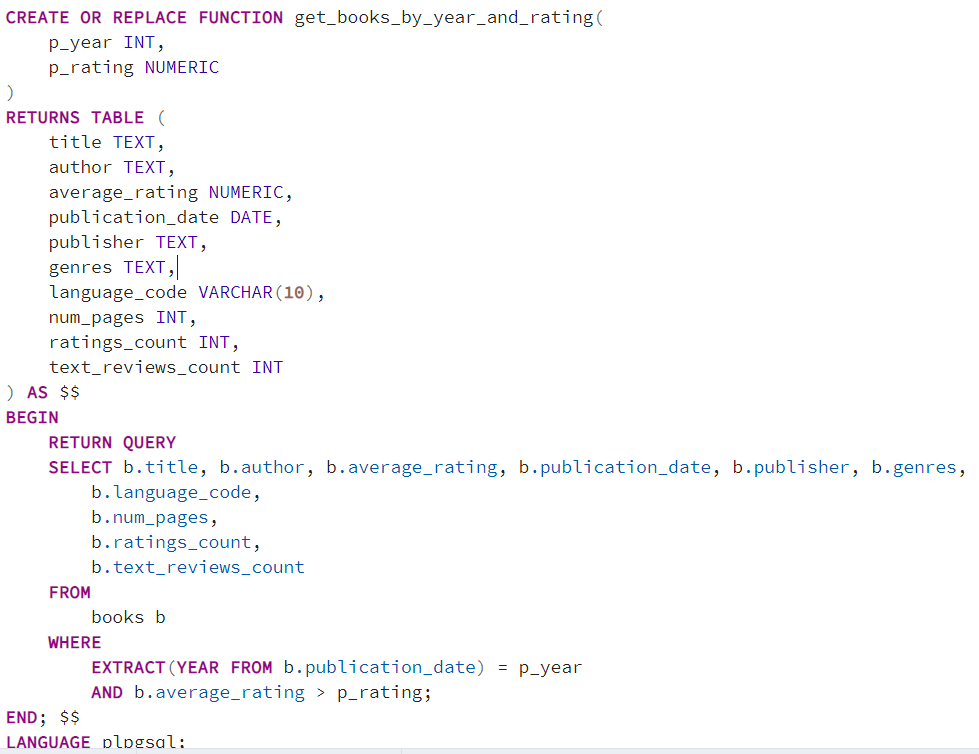 CREATE OR REPLACE FUNCTION get_books_by_year_and_rating(
    p_year INT,
    p_rating NUMERIC
)
RETURNS TABLE (
    title TEXT,
    author TEXT,
    average_rating NUMERIC,
    publication_date DATE,
    publisher TEXT,
    genres TEXT,
    language_code VARCHAR(10),
    num_pages INT,
    ratings_count INT,
    text_reviews_count INT
) AS $$
BEGIN
    RETURN QUERY
    SELECT b.title, b.author, b.average_rating, b.publication_date, b.publisher, b.genres,
        b.language_code,
        b.num_pages,
        b.ratings_count,
        b.text_reviews_count
    FROM
        books b
    WHERE
        EXTRACT(YEAR FROM b.publication_date) = p_year
        AND b.average_rating > p_rating;
END; $$
LANGUAGE plpgsql;